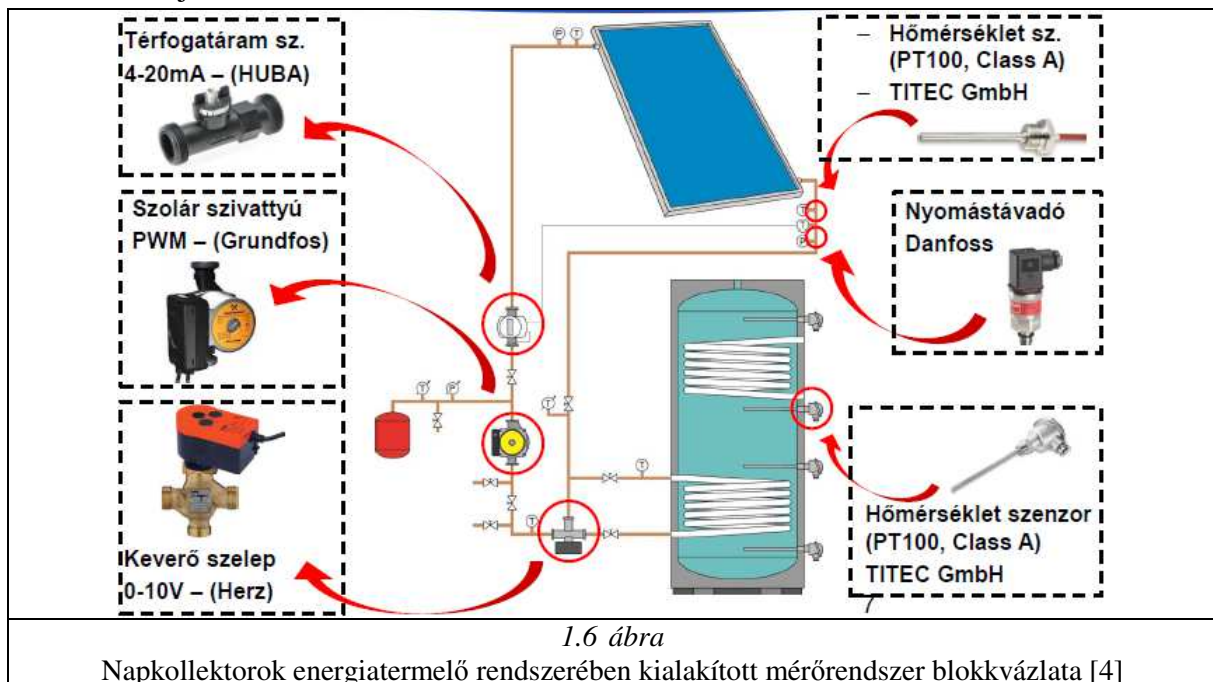 Térfogatáram sz.
4-20mA – (HUBA)
Szolár szivattyú
PWM – (Grundfos)
Keverő szelep
0-10V – (Herz)
P T
T
T
P
T P
T
T
T
– Hőmérséklet sz.
(PT100, Class A)
– TITEC GmbH
Nyomástávadó
Danfoss
Hőmérséklet szenzor
(PT100, Class A)
TITEC GmbH
7
1.6 ábra
Napkollektorok energiatermelő rendszerében kialakított mérőrendszer blokkvázlata [4]